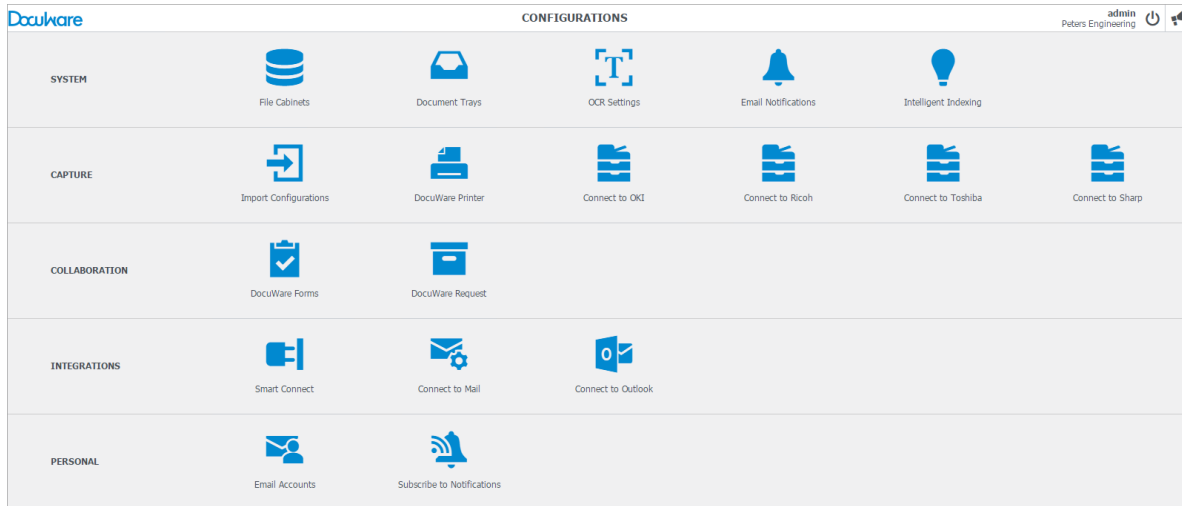 DocuWare
CONFIGURATIONS
admin
Peters Engineering
SYSTEM
File Cabinets
Document Trays
T
OCR Settings
Email Notifications
Intelligent Indexing
CAPTURE
Import Configurations
DocuWare Printer
Connect to OKI
Connect to Ricoh
Connect to Toshiba
Connect to Sharp
COLLABORATION
DocuWare Forms
DocuWare Request
INTEGRATIONS
Smart Connect
Connect to Mail
O
Connect to Outlook
PERSONAL
Email Accounts
Subscribe to Notifications